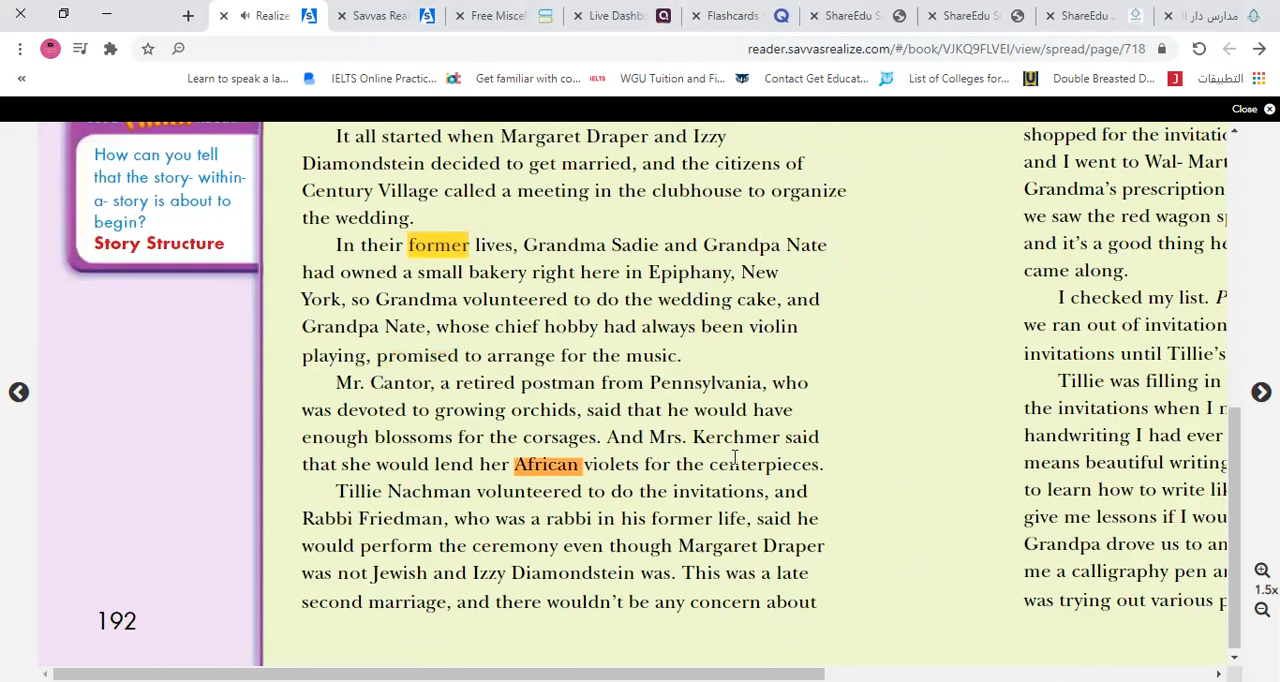 Realize
Savvas Rea
Free Miscel
Live Dashbo
Flashcards
ShareEdu S
ShareEdu S
ShareEdu
مدارس دار ال
reader.savvasrealize.com/#/book/VJKQ9FLVEI/view/spread/page/718
«
Learn to speak a la...
IELTS Online Practic...
Get familiar with co...
IELTS
WGU Tuition and Fi...
Contact Get Educat...
List of Colleges for...
Double Breasted D...
التطبيقات
Close
How can you tell
that the story- within-
a- story is about to
begin?
Story Structure
192
It all started when Margaret Draper and Izzy
Diamondstein decided to get married, and the citizens of
Century Village called a meeting in the clubhouse to organize
the wedding.
In their former lives, Grandma Sadie and Grandpa Nate
had owned a small bakery right here in Epiphany, New
York, so Grandma volunteered to do the wedding cake, and
Grandpa Nate, whose chief hobby had always been violin
playing, promised to arrange for the music.
Mr. Cantor, a retired postman from Pennsylvania, who
was devoted to growing orchids, said that he would have
enough blossoms for the corsages. And Mrs. Kerchmer said
that she would lend her African violets for the centerpieces.
Tillie Nachman volunteered to do the invitations, and
Rabbi Friedman, who was a rabbi in his former life, said he
would perform the ceremony even though Margaret Draper
was not Jewish and Izzy Diamondstein was. This was a late
second marriage, and there wouldn't be any concern about
shopped for the invitatio
and I went to Wal- Mart
Grandma's prescription
we saw the red wagon sp
and it's a good thing he
came along.
I checked my list. P
we ran out of invitation
invitations until Tillie's
Tillie was filling in
the invitations when I n
handwriting I had ever
means beautiful writing
to learn how to write lik
give me lessons if I wou
Grandpa drove us to an
me a calligraphy pen an
was trying out various p
1.5x